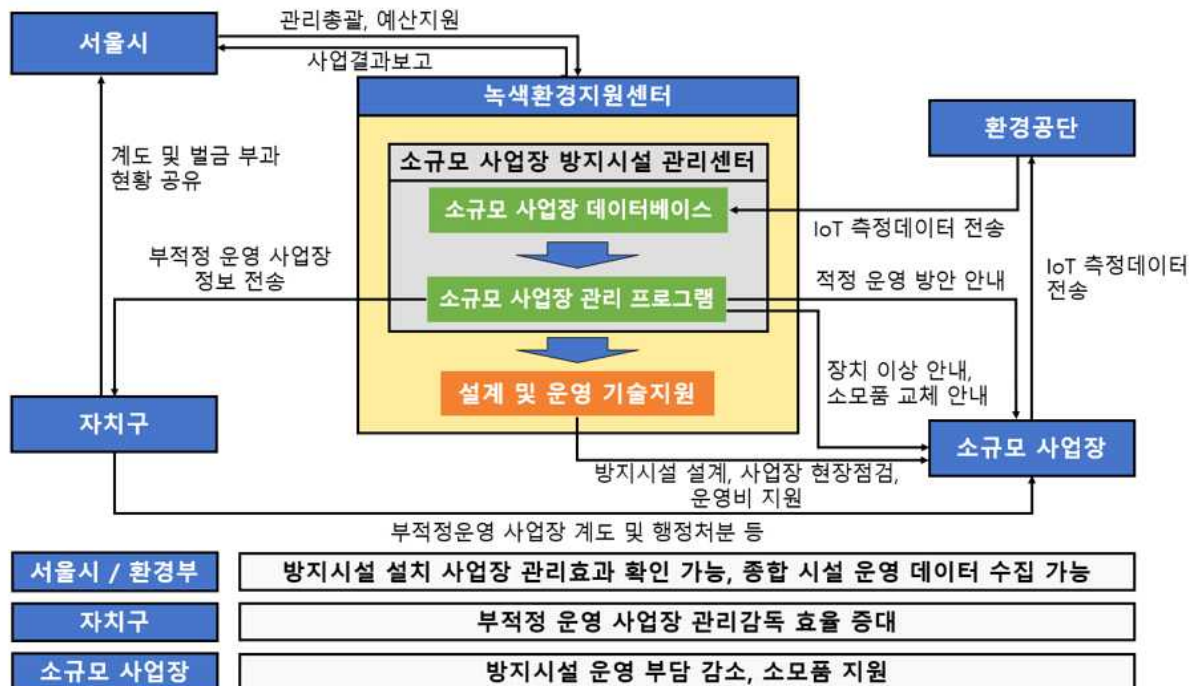 서울시
관리총괄, 예산지원
사업결과보고
녹색환경지원센터
환경공단
계도 및 벌금 부과
현황 공유
소규모 사업장 방지시설 관리센터
소규모 사업장 데이터베이스
IoT 측정데이터 전송
부적정 운영 사업장
정보 전송
IoT 측정데이터
전송
소규모 사업장 관리 프로그램
적정 운영 방안 안내
장치 이상 안내,
소모품 교체 안내
설계 및 운영 기술지원
자치구
소규모 사업장
방지시설 설계, 사업장 현장점검,
운영비 지원
부적정운영 사업장 계도 및 행정처분 등
서울시 / 환경부
방지시설 설치 사업장 관리효과 확인 가능, 종합 시설 운영 데이터 수집 가능
자치구
부적정 운영 사업장 관리감독 효율 증대
소규모 사업장
방지시설 운영 부담 감소, 소모품 지원